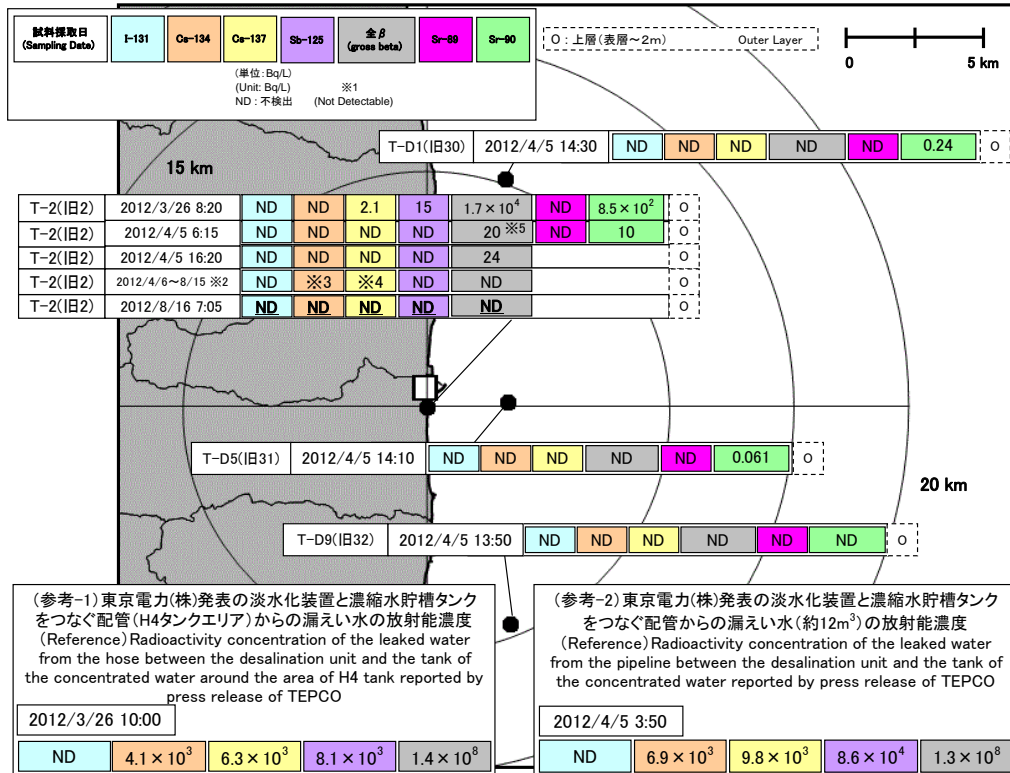 試料採取日
(Sampling Date)
I-131
Cs-134
Cs-137
Sb-125
全β
(gross beta)
Sr-89
Sr-90
(単位:Bq/L)
(Unit: Bq/L) ※1
ND:不検出 (Not Detectable)
O:上層(表層～2m) Outer Layer
0 5 km
15 km
T-D1(旧30) 2012/4/5 14:30 ND ND ND ND ND 0.24 O
T-2(旧2) 2012/3/26 8:20 ND ND 2.1 15 1.7×10⁴ ND 8.5×10² O
T-2(旧2) 2012/4/5 6:15 ND ND ND ND 20 ※5 ND 10 O
T-2(旧2) 2012/4/5 16:20 ND ND ND ND 24 O
T-2(旧2) 2012/4/6～8/15 ※2 ND ※3 ※4 ND ND O
T-2(旧2) 2012/8/16 7:05 ND ND ND ND ND O
T-D5(旧31) 2012/4/5 14:10 ND ND ND ND ND 0.061 O
20 km
T-D9(旧32) 2012/4/5 13:50 ND ND ND ND ND ND O
(参考-1)東京電力(株)発表の淡水化装置と濃縮水貯槽タンク
をつなぐ配管(H4タンクエリア)からの漏えい水の放射能濃度
(Reference) Radioactivity concentration of the leaked water
from the hose between the desalination unit and the tank of
the concentrated water around the area of H4 tank reported by
press release of TEPCO
2012/3/26 10:00
ND 4.1×10³ 6.3×10³ 8.1×10³ 1.4×10⁸
(参考-2)東京電力(株)発表の淡水化装置と濃縮水貯槽タンク
をつなぐ配管からの漏えい水(約12m³)の放射能濃度
(Reference) Radioactivity concentration of the leaked water
from the pipeline between the desalination unit and the tank of
the concentrated water reported by press release of TEPCO
2012/4/5 3:50
ND 6.9×10³ 9.8×10³ 8.6×10⁴ 1.3×10⁸